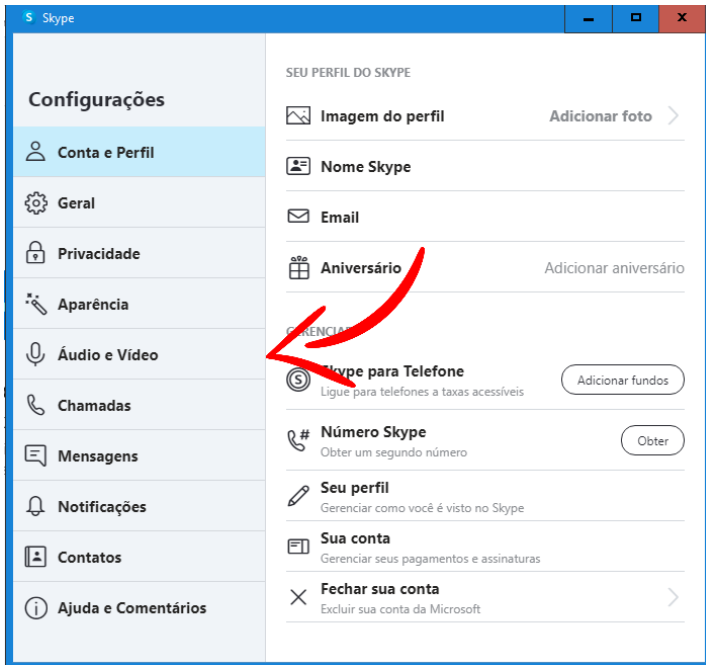 Skype
Configurações
Conta e Perfil
Geral
Privacidade
Aparência
Áudio e Vídeo
Chamadas
Mensagens
Notificações
Contatos
Ajuda e Comentários
SEU PERFIL DO SKYPE
Imagem do perfil Adicionar foto
Nome Skype
Email
Aniversário Adicionar aniversário
GERENCIAR
Skype para Telefone
Ligue para telefones a taxas acessíveis
Adicionar fundos
Número Skype
Obter um segundo número
Obter
Seu perfil
Gerenciar como você é visto no Skype
Sua conta
Gerenciar seus pagamentos e assinaturas
Fechar sua conta
Excluir sua conta da Microsoft